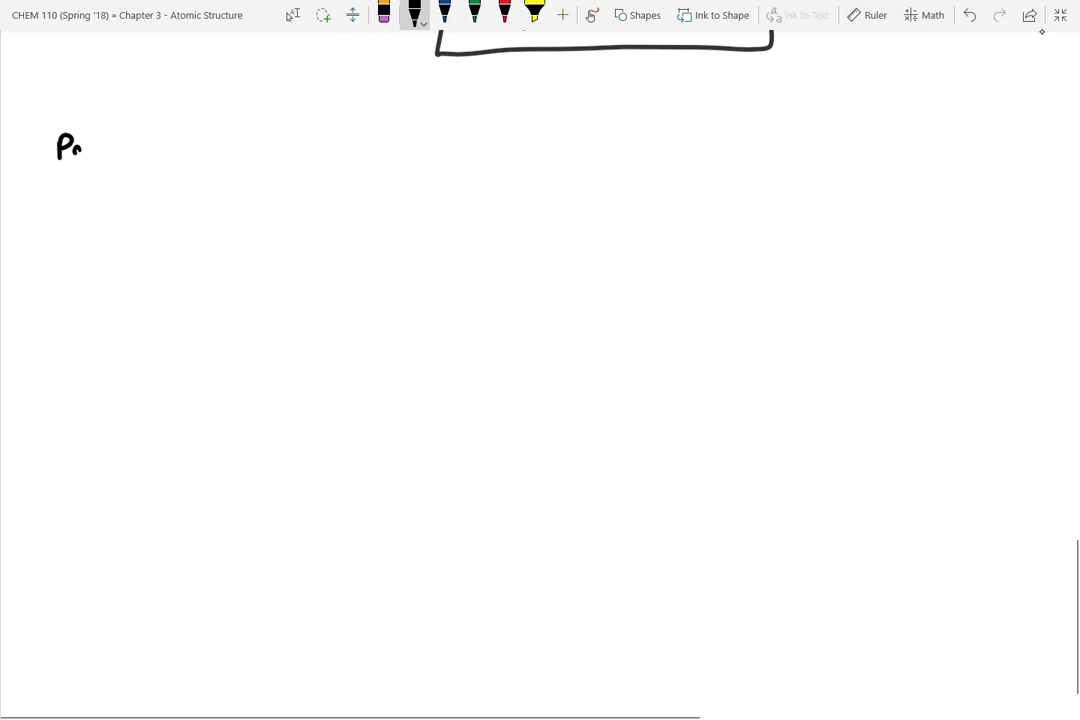 CHEM 110 (Spring '18) » Chapter 3 - Atomic Structure Shapes Ink to Shape Ink to Text Ruler Math
Pr